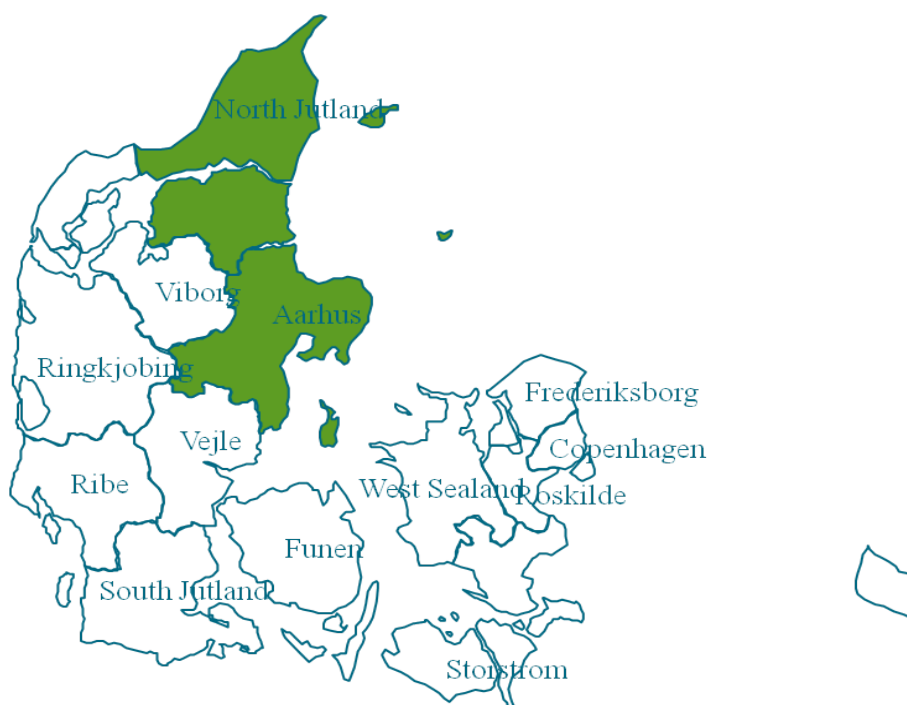 North Jutland
Viborg
Aarhus
Ringkjobing
Frederiksborg
Vejle
Copenhagen
Ribe
West Sealand
Roskilde
Funen
South Jutland
Storstrom